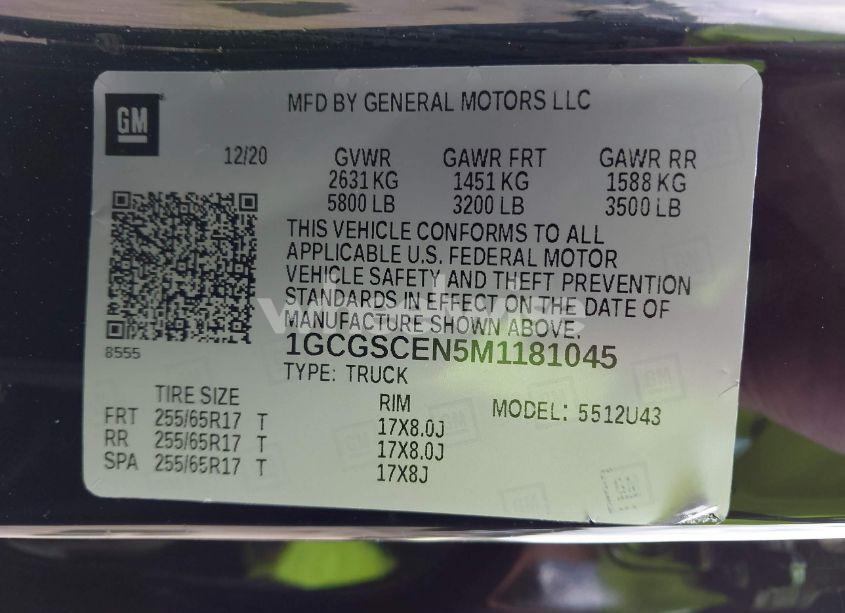 GM
MFD BY GENERAL MOTORS LLC
12/20 GVWR GAWR FRT GAWR RR
2631 KG 1451 KG 1588 KG
5800 LB 3200 LB 3500 LB
THIS VEHICLE CONFORMS TO ALL
APPLICABLE U.S. FEDERAL MOTOR
VEHICLE SAFETY AND THEFT PREVENTION
STANDARDS IN EFFECT ON THE DATE OF
MANUFACTURE SHOWN ABOVE.
8555
1GCGSCEN5M1181045
TYPE: TRUCK
TIRE SIZE RIM MODEL: 5512U43
FRT 255/65R17 T 17X8.0J
RR 255/65R17 T 17X8.0J
SPA 255/65R17 T 17X8J